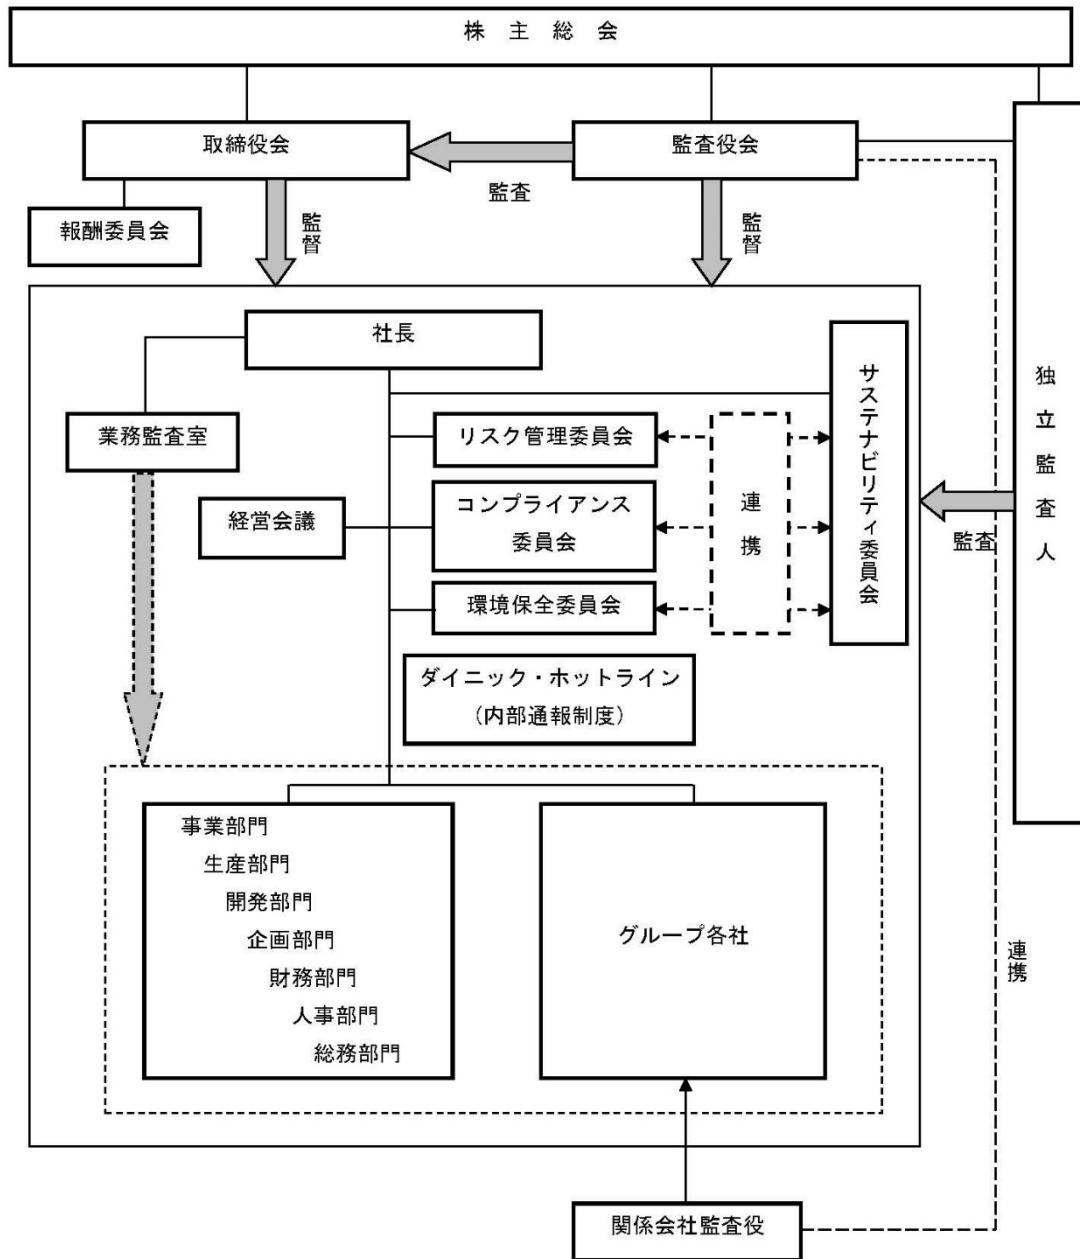 株主総会
取締役会
監査役会
監査
報酬委員会
監督
監督
社長
サステナビリティ委員会
独立監査人
業務監査室
リスク管理委員会
経営会議
コンプライアンス
委員会
連携
監査
環境保全委員会
ダイニック・ホットライン
（内部通報制度）
事業部門
生産部門
開発部門
企画部門
財務部門
人事部門
総務部門
グループ各社
連携
関係会社監査役